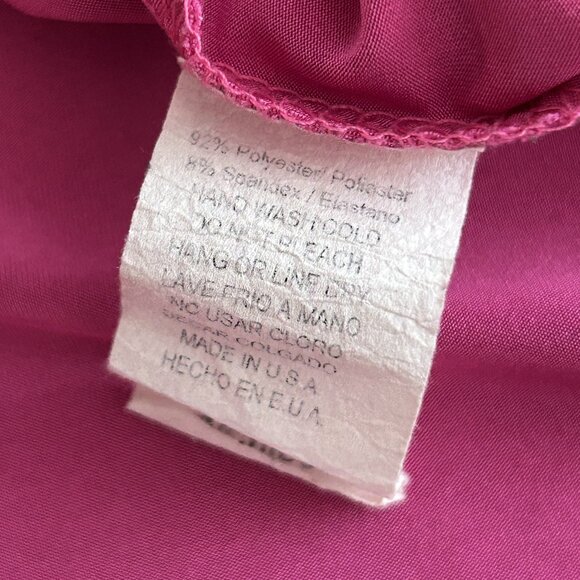 92% Polyester/ Poliester
8% Spandex / Elastano
HAND WASH COLD
DO NOT BLEACH
HANG OR LINE DRY
LAVE FRIO A MANO
NO USAR CLORO
SECAR COLGADO
MADE IN U.S.A
HECHO EN E.U.A.